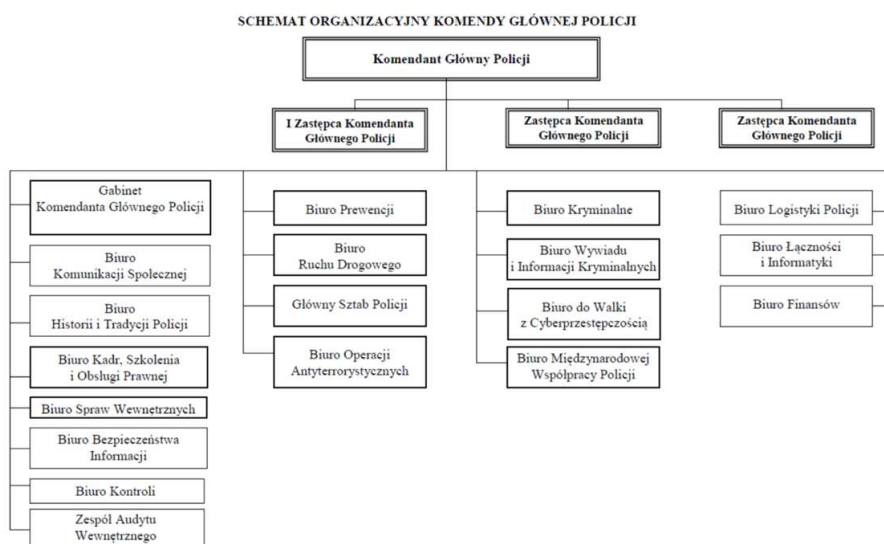 SCHEMAT ORGANIZACYJNY KOMENDY GŁÓWNEJ POLICJI
Komendant Główny Policji
I Zastępca Komendanta
Głównego Policji
Zastępca Komendanta
Głównego Policji
Zastępca Komendanta
Głównego Policji
Gabinet
Komendanta Głównego Policji
Biuro
Komunikacji Społecznej
Biuro
Historii i Tradycji Policji
Biuro Kadr, Szkolenia
i Obsługi Prawnej
Biuro Spraw Wewnętrznych
Biuro Bezpieczeństwa
Informacji
Biuro Kontroli
Zespół Audytu
Wewnętrznego
Biuro Prewencji
Biuro
Ruchu Drogowego
Główny Sztab Policji
Biuro Operacji
Antyterrorystycznych
Biuro Kryminalne
Biuro Wywiadu
i Informacji Kryminalnych
Biuro do Walki
z Cyberprzestępczością
Biuro Międzynarodowej
Współpracy Policji
Biuro Logistyki Policji
Biuro Łączności
i Informatyki
Biuro Finansów